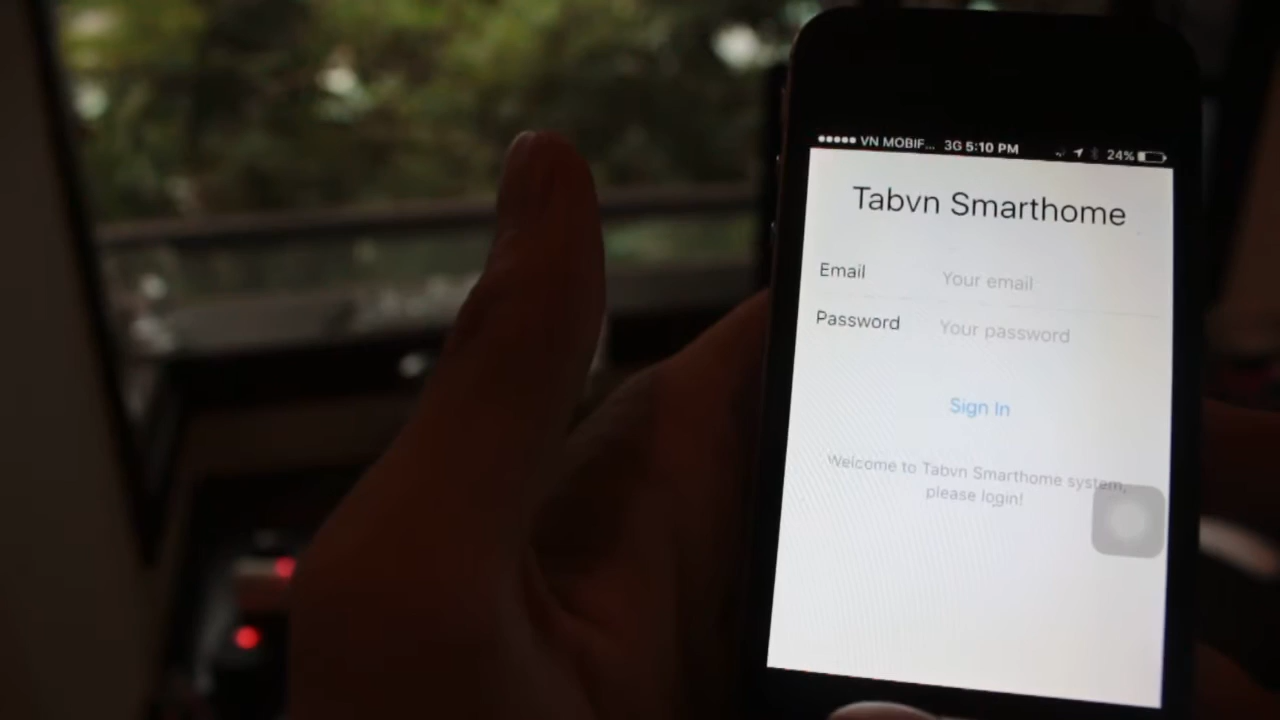 VN MOBIF... 3G 5:10 PM 24%
Tabvn Smarthome
Email Your email
Password Your password
Sign In
Welcome to Tabvn Smarthome system,
please login!